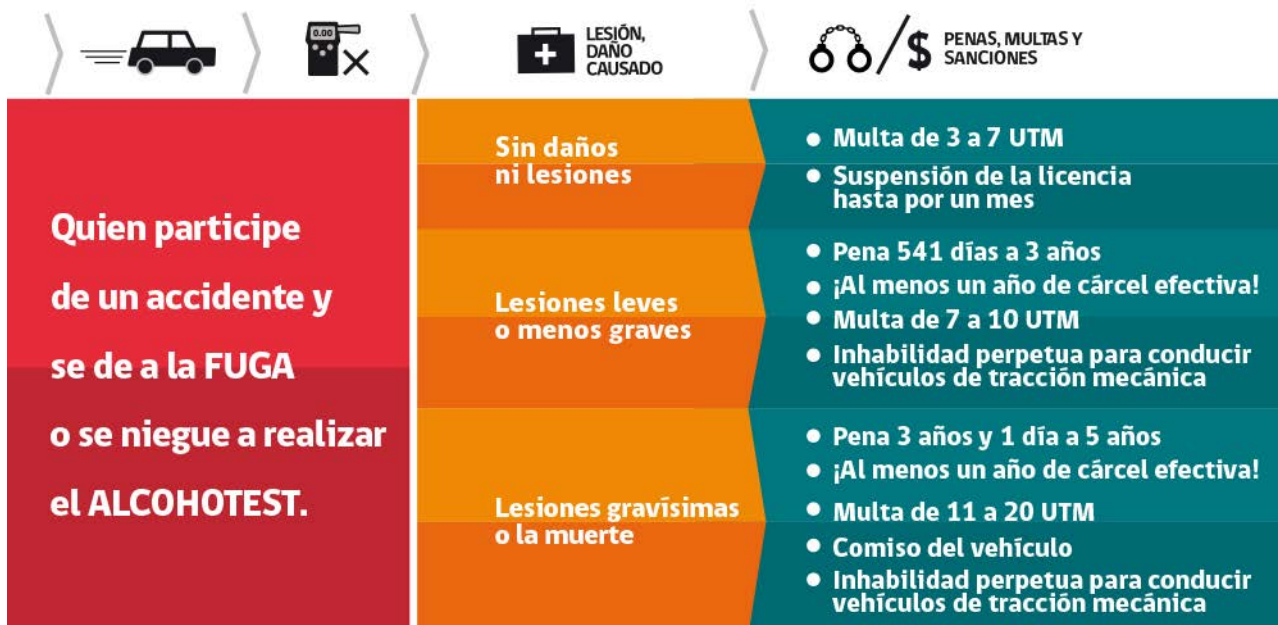 0.00
LESIÓN,
DAÑO
CAUSADO
$
PENAS, MULTAS Y
SANCIONES
Quien participe
de un accidente y
se de a la FUGA
o se niegue a realizar
el ALCOHOTEST.
Sin daños
ni lesiones
• Multa de 3 a 7 UTM
• Suspensión de la licencia
hasta por un mes
Lesiones leves
o menos graves
• Pena 541 días a 3 años
• ¡Al menos un año de cárcel efectiva!
• Multa de 7 a 10 UTM
• Inhabilidad perpetua para conducir
vehículos de tracción mecánica
Lesiones gravísimas
o la muerte
• Pena 3 años y 1 día a 5 años
• ¡Al menos un año de cárcel efectiva!
• Multa de 11 a 20 UTM
• Comiso del vehículo
• Inhabilidad perpetua para conducir
vehículos de tracción mecánica